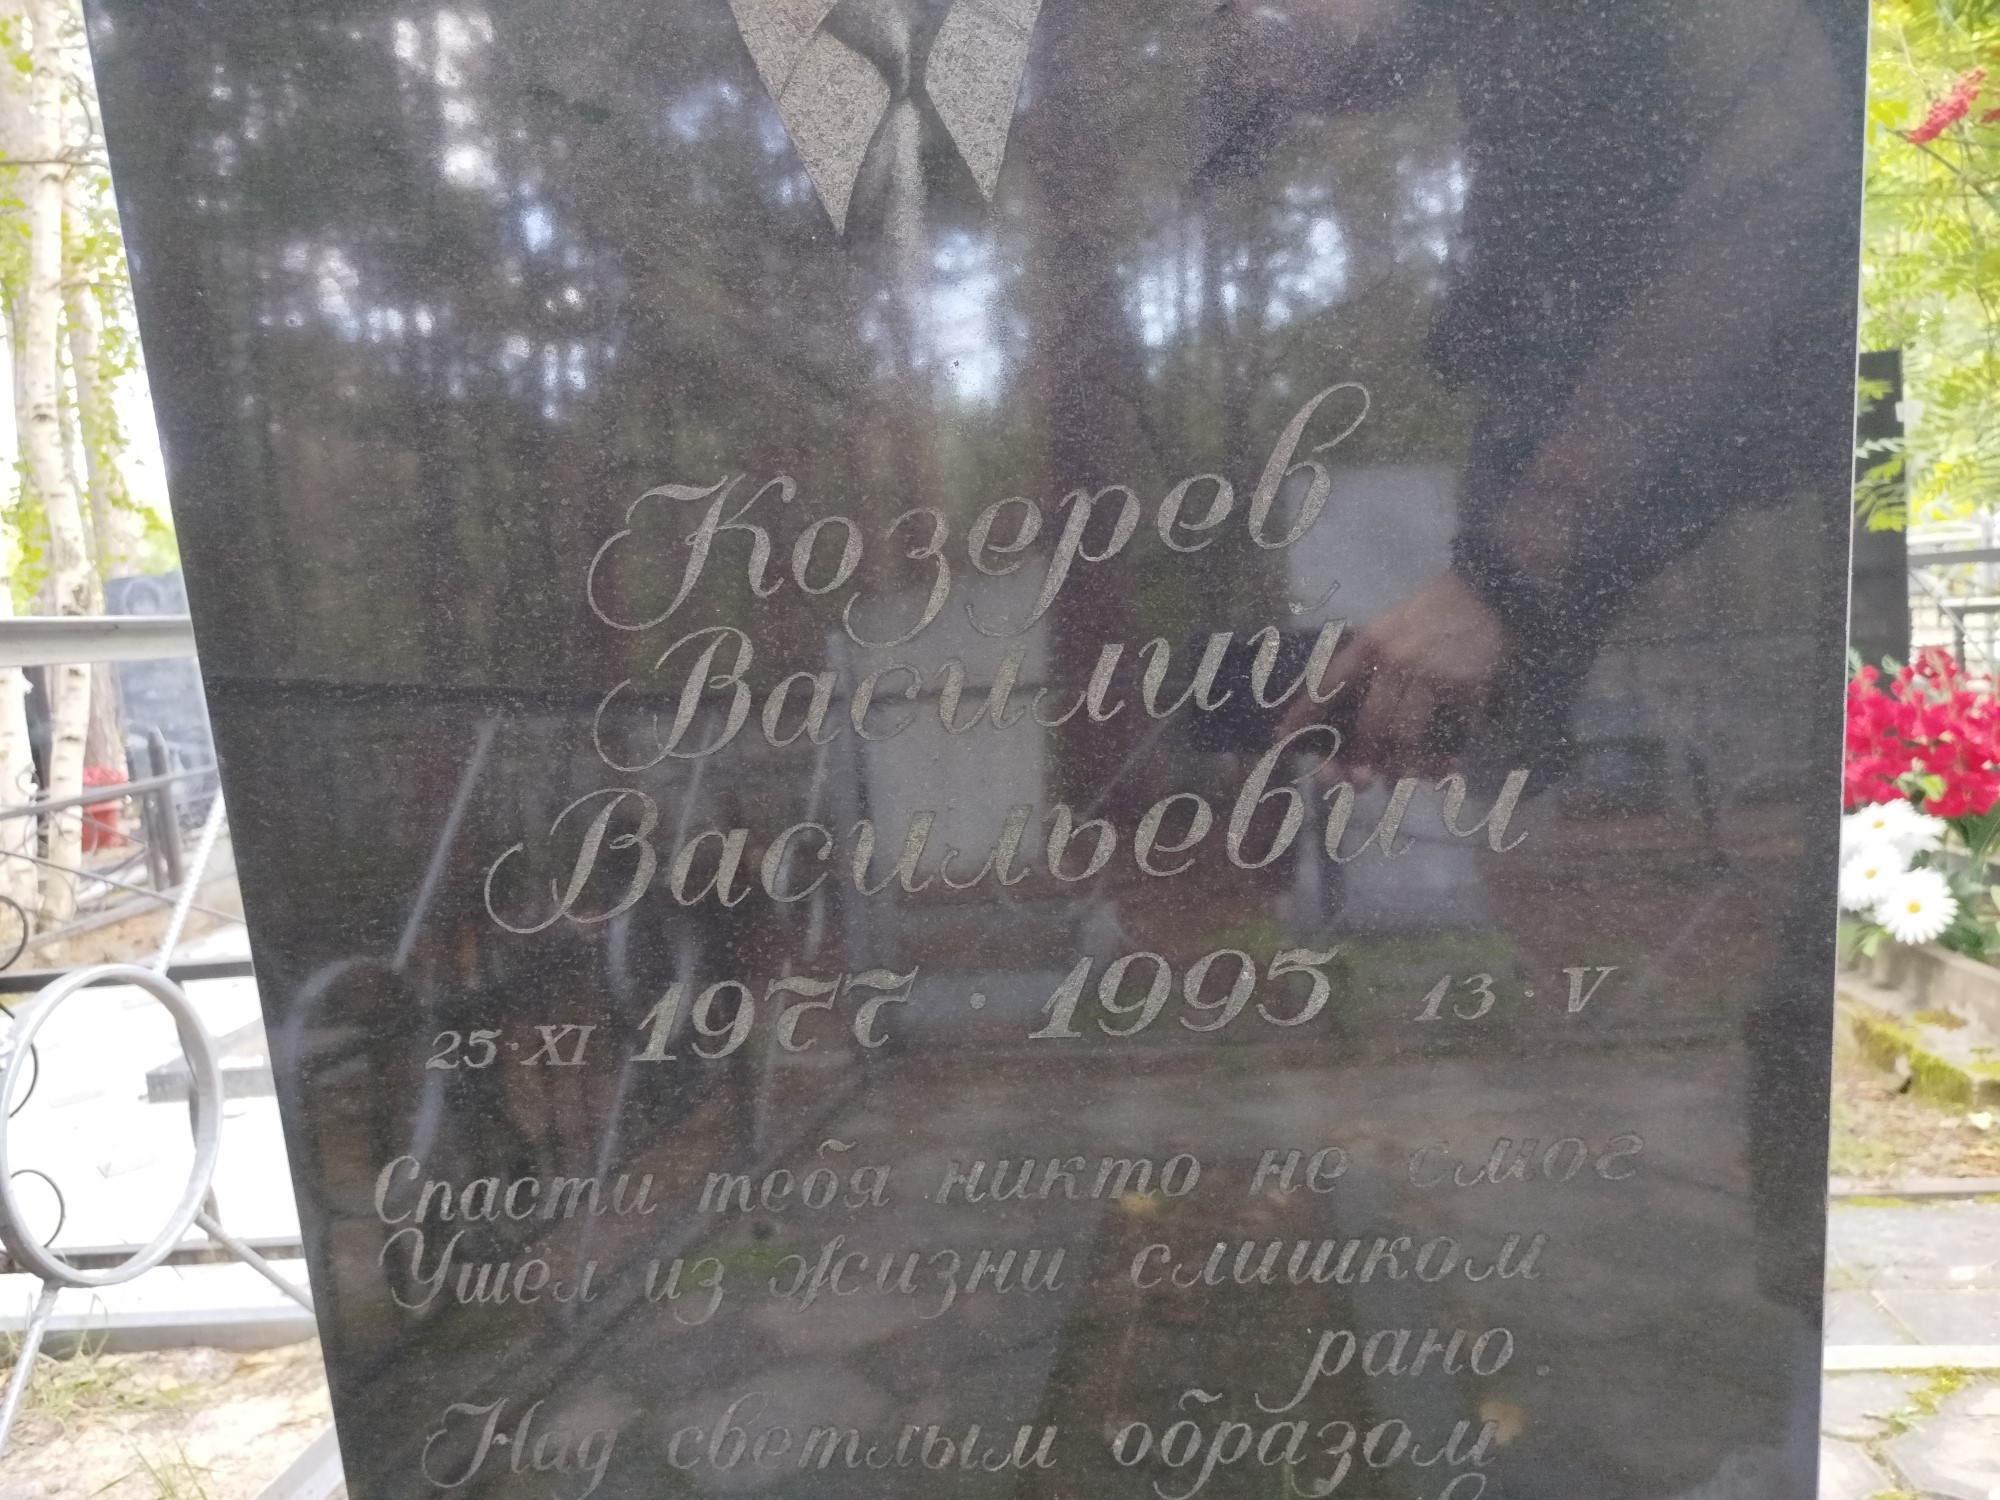 Козерев
Василий
Васильевич
25·XI 1977 · 1995 13·V
Спасти тебя никто не смог
Ушёл из жизни слишком
рано.
Над светлым образом